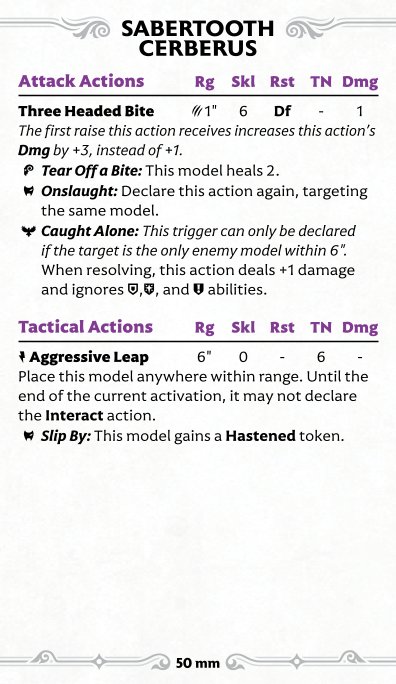 SABERTOOTH
CERBERUS
Attack Actions Rg Skl Rst TN Dmg
Three Headed Bite 1" 6 Df - 1
The first raise this action receives increases this action's
Dmg by +3, instead of +1.
Tear Off a Bite: This model heals 2.
Onslaught: Declare this action again, targeting
the same model.
Caught Alone: This trigger can only be declared
if the target is the only enemy model within 6".
When resolving, this action deals +1 damage
and ignores , , and abilities.
Tactical Actions Rg Skl Rst TN Dmg
Aggressive Leap 6" 0 - 6 -
Place this model anywhere within range. Until the
end of the current activation, it may not declare
the Interact action.
Slip By: This model gains a Hastened token.
50 mm